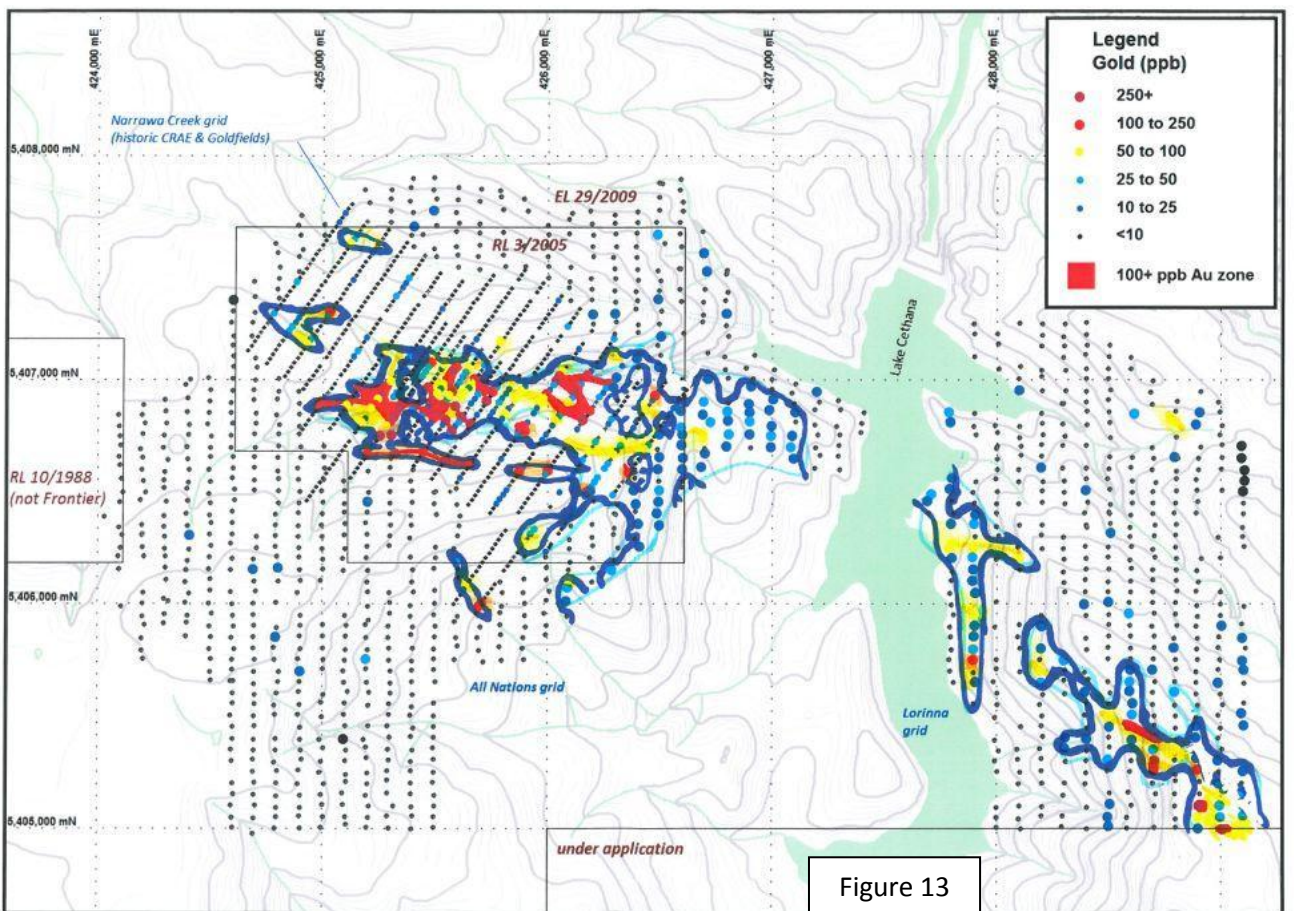 424,000 mE
425,000 mE
426,000 mE
427,000 mE
428,000 mE
Legend
Gold (ppb)
250+
100 to 250
50 to 100
25 to 50
10 to 25
<10
100+ ppb Au zone
Narrawa Creek grid
(historic CRAE & Goldfields)
5,408,000 mN
EL 29/2009
RL 3/2005
Lake Cethana
5,407,000 mN
RL 10/1988
(not Frontier)
5,406,000 mN
All Nations grid
Lorinna
grid
5,405,000 mN
under application
Figure 13